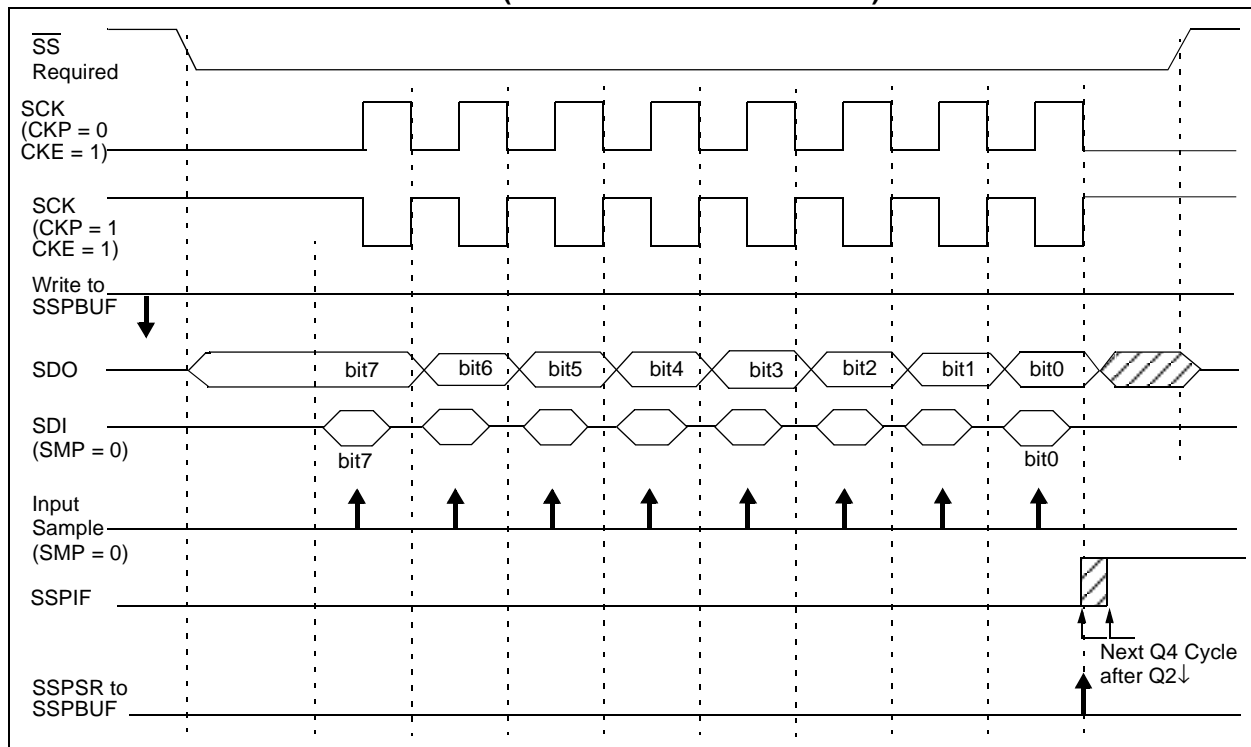 SS
Required
SCK
(CKP = 0
CKE = 1)
SCK
(CKP = 1
CKE = 1)
Write to
SSPBUF
SDO
bit7
bit6
bit5
bit4
bit3
bit2
bit1
bit0
SDI
(SMP = 0)
bit7
bit0
Input
Sample
(SMP = 0)
SSPIF
Next Q4 Cycle
after Q2↓
SSPSR to
SSPBUF